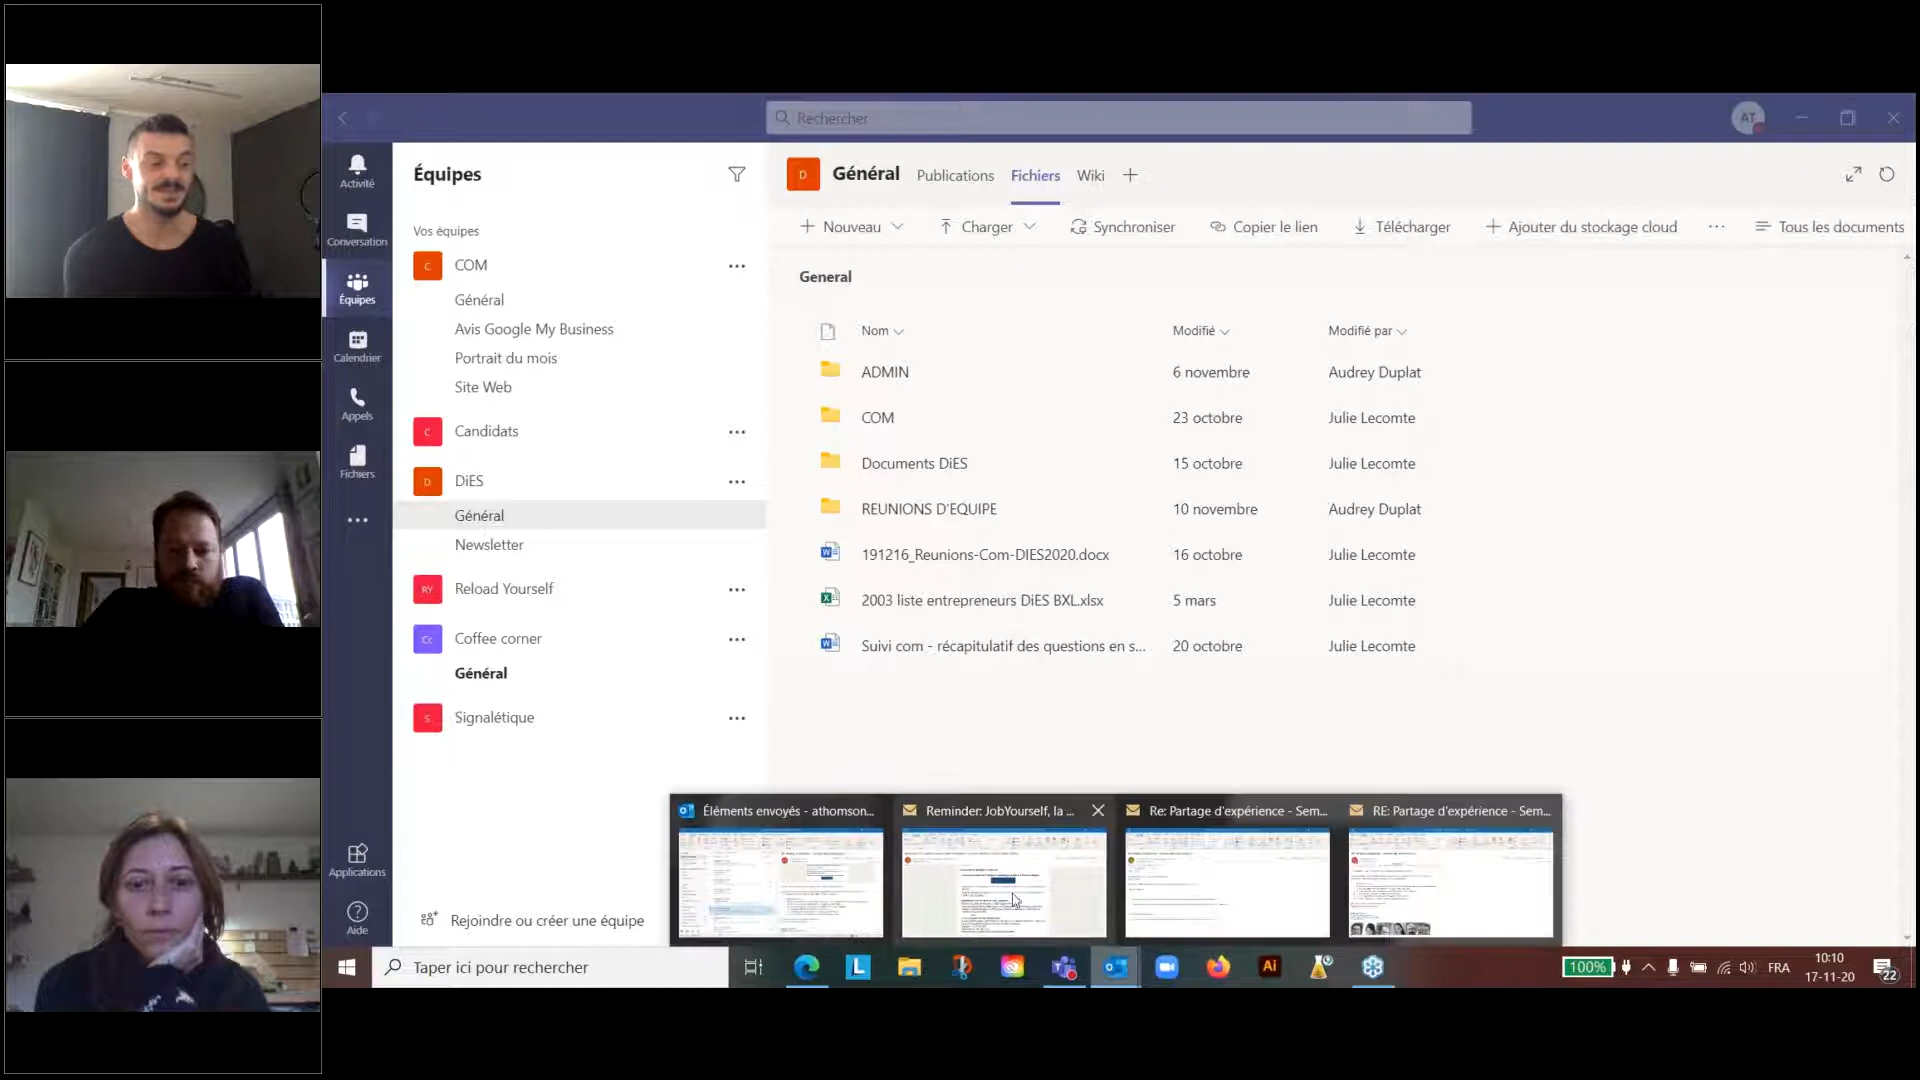 Rechercher
AT
Activité
Conversation
Équipes
Calendrier
Appels
Fichiers
Applications
Aide
Équipes
Vos équipes
C COM
Général
Avis Google My Business
Portrait du mois
Site Web
C Candidats
D DiES
Général
Newsletter
RY Reload Yourself
Cc Coffee corner
Général
S Signalétique
Rejoindre ou créer une équipe
D Général Publications Fichiers Wiki
Nouveau Charger Synchroniser Copier le lien Télécharger Ajouter du stockage cloud Tous les documents
General
Nom Modifié Modifié par
ADMIN 6 novembre Audrey Duplat
COM 23 octobre Julie Lecomte
Documents DiES 15 octobre Julie Lecomte
REUNIONS D'EQUIPE 10 novembre Audrey Duplat
191216_Reunions-Com-DIES2020.docx 16 octobre Julie Lecomte
2003 liste entrepreneurs DiES BXL.xlsx 5 mars Julie Lecomte
Suivi com - récapitulatif des questions en s... 20 octobre Julie Lecomte
Éléments envoyés - athomson... Reminder: JobYourself, la ... Re: Partage d'expérience - Sem... RE: Partage d'expérience - Sem...
Taper ici pour rechercher
L
Ai
100%
FRA
10:10
17-11-20
22